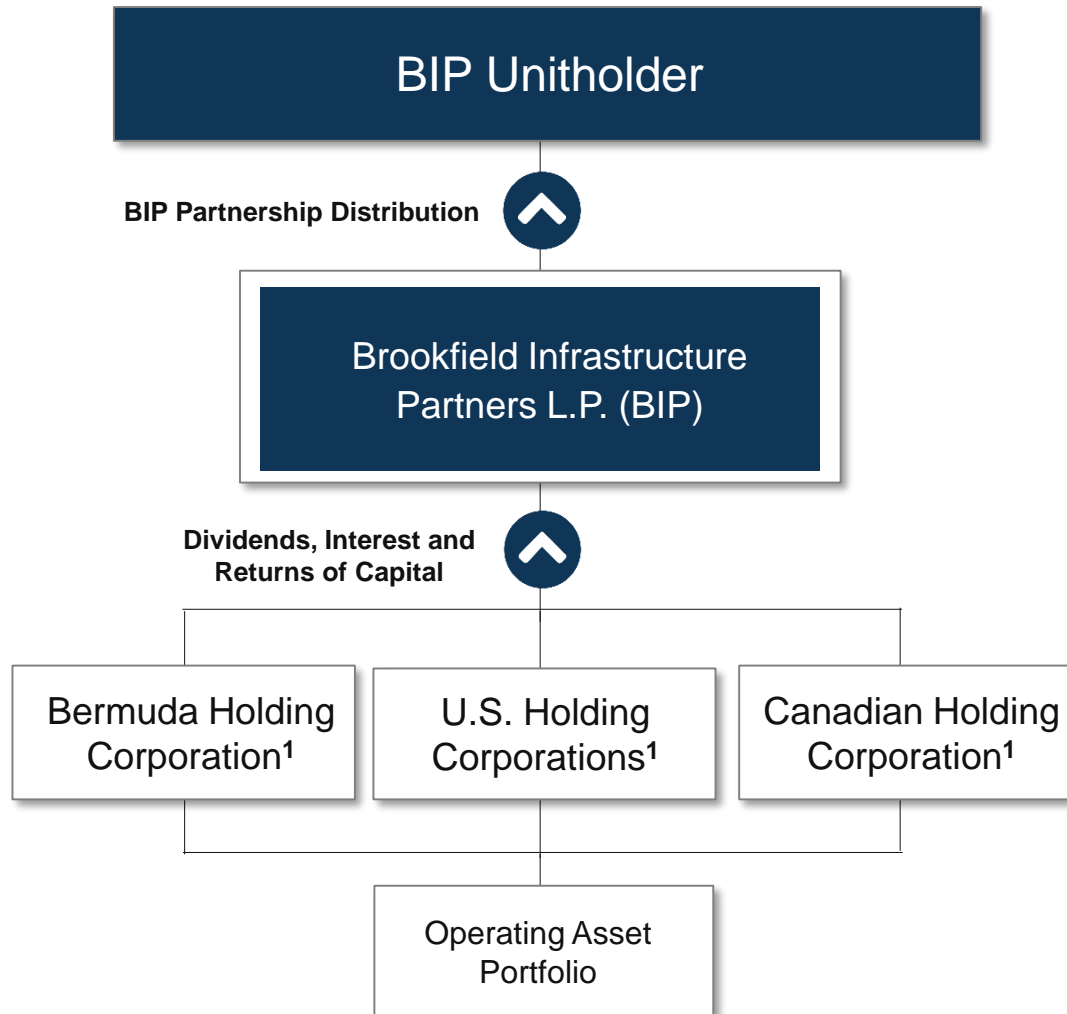 BIP Unitholder
BIP Partnership Distribution
Brookfield Infrastructure
Partners L.P. (BIP)
Dividends, Interest and
Returns of Capital
Bermuda Holding
Corporation¹
U.S. Holding
Corporations¹
Canadian Holding
Corporation¹
Operating Asset
Portfolio